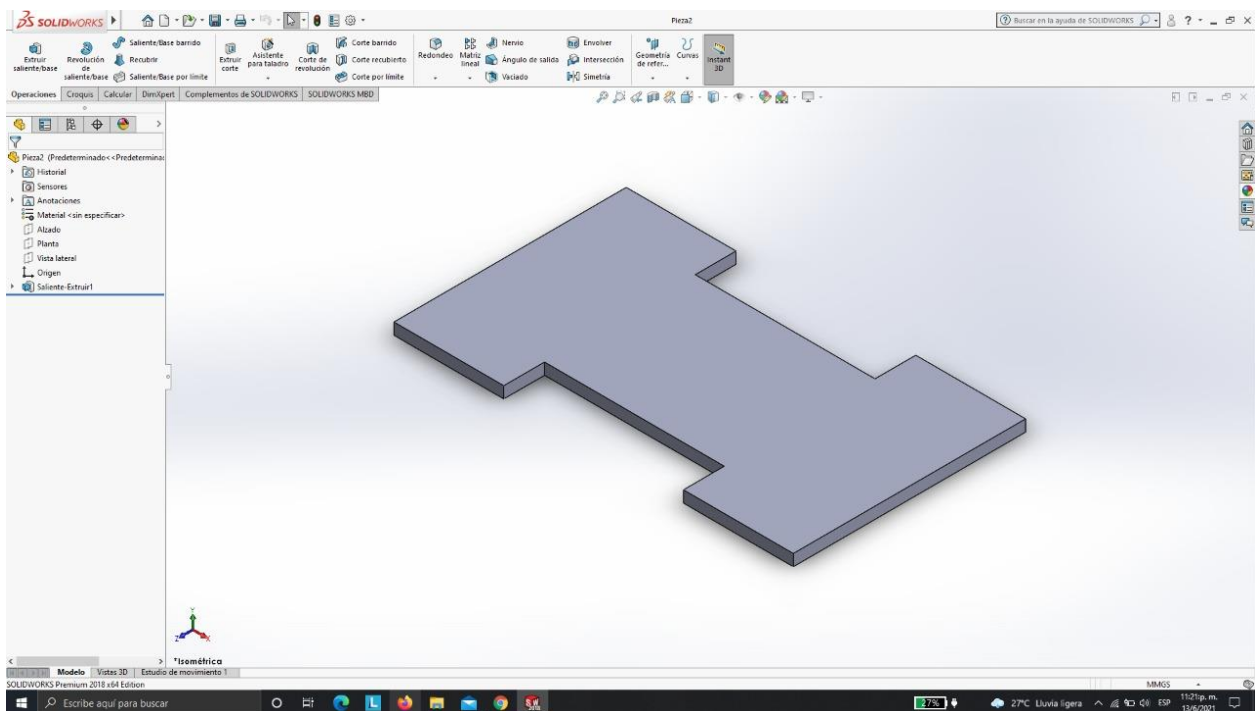 SOLIDWORKS
Pieza2
Buscar en la ayuda de SOLIDWORKS
Extruir saliente/base
Revolución de saliente/base
Saliente/Base barrido
Recubrir
Saliente/Base por límite
Extruir corte
Asistente para taladro
Corte de revolución
Corte barrido
Corte recubierto
Corte por límite
Redondeo
Matriz lineal
Nervio
Ángulo de salida
Vaciado
Envolver
Intersección
Simetría
Geometría de refer...
Curvas
Instant 3D
Operaciones
Croquis
Calcular
DimXpert
Complementos de SOLIDWORKS
SOLIDWORKS MBD
Pieza2 (Predeterminado<<Predetermina
Historial
Sensores
Anotaciones
Material <sin especificar>
Alzado
Planta
Vista lateral
Origen
Saliente-Extruir1
Y
Z
X
*Isométrica
Modelo
Vistas 3D
Estudio de movimiento 1
SOLIDWORKS Premium 2018 x64 Edition
MMGS
Escribe aquí para buscar
27%
27°C Lluvia ligera
ESP
11:21 p. m.
13/6/2021